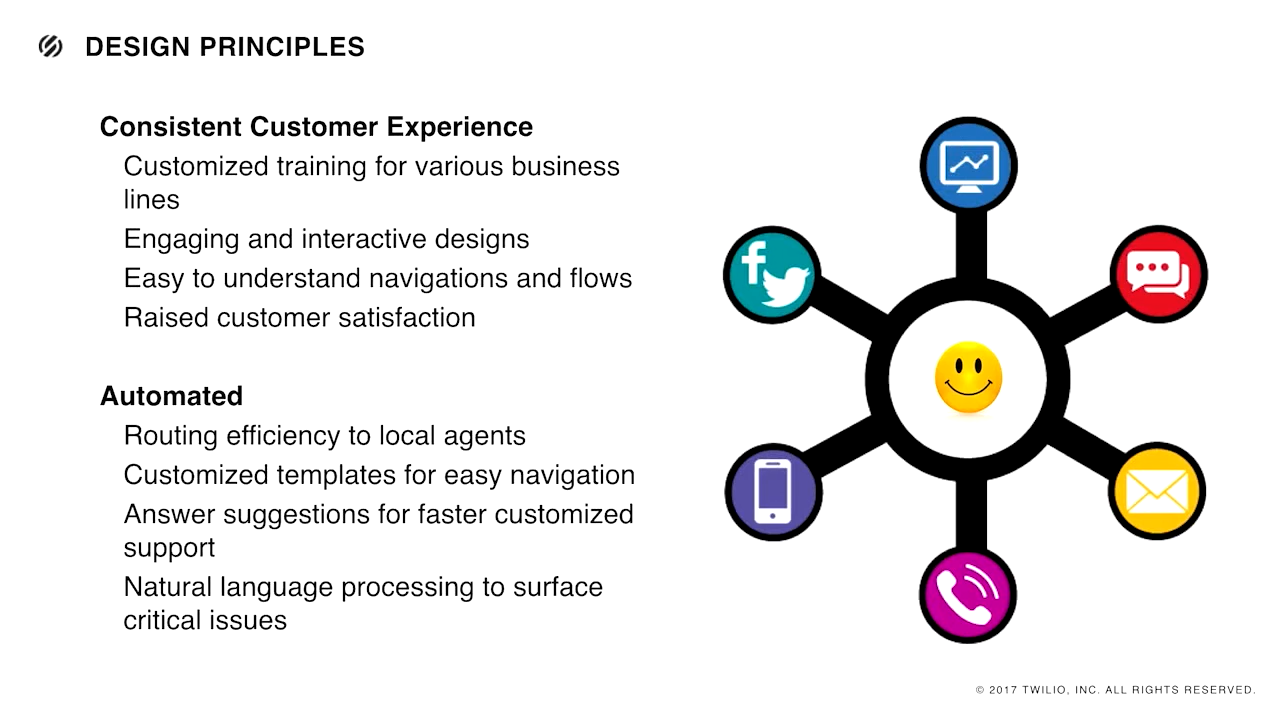 DESIGN PRINCIPLES
Consistent Customer Experience
Customized training for various business
lines
Engaging and interactive designs
Easy to understand navigations and flows
Raised customer satisfaction
Automated
Routing efficiency to local agents
Customized templates for easy navigation
Answer suggestions for faster customized
support
Natural language processing to surface
critical issues
© 2017 TWILIO, INC. ALL RIGHTS RESERVED.